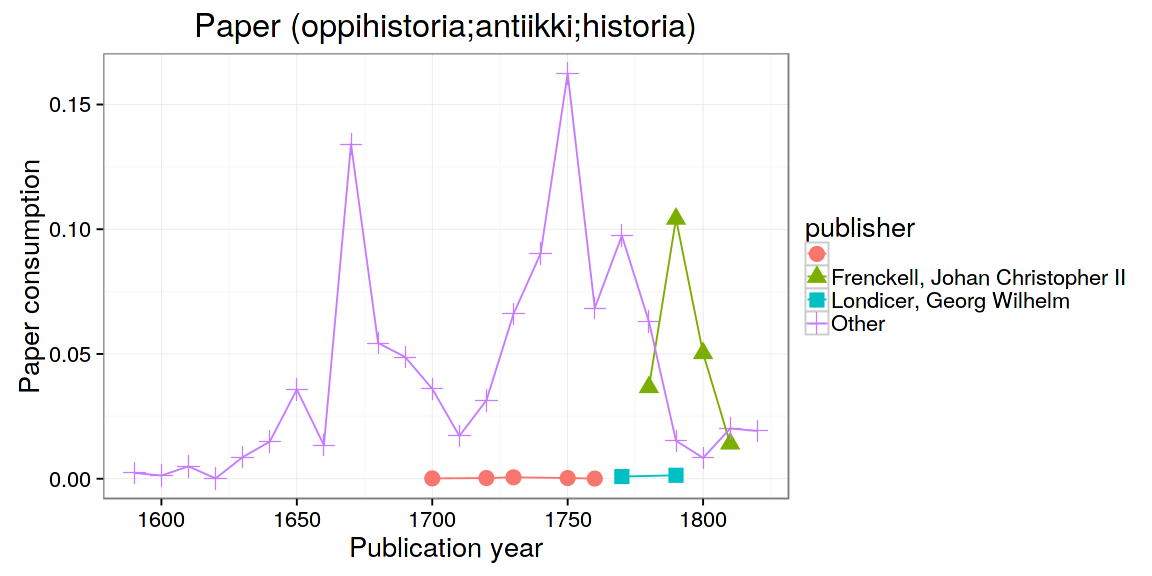 Paper (oppihistoria;antiikki;historia)
Paper consumption
0.15
0.10
0.05
0.00
1600 1650 1700 1750 1800
Publication year
publisher
Frenckell, Johan Christopher II
Londicer, Georg Wilhelm
Other